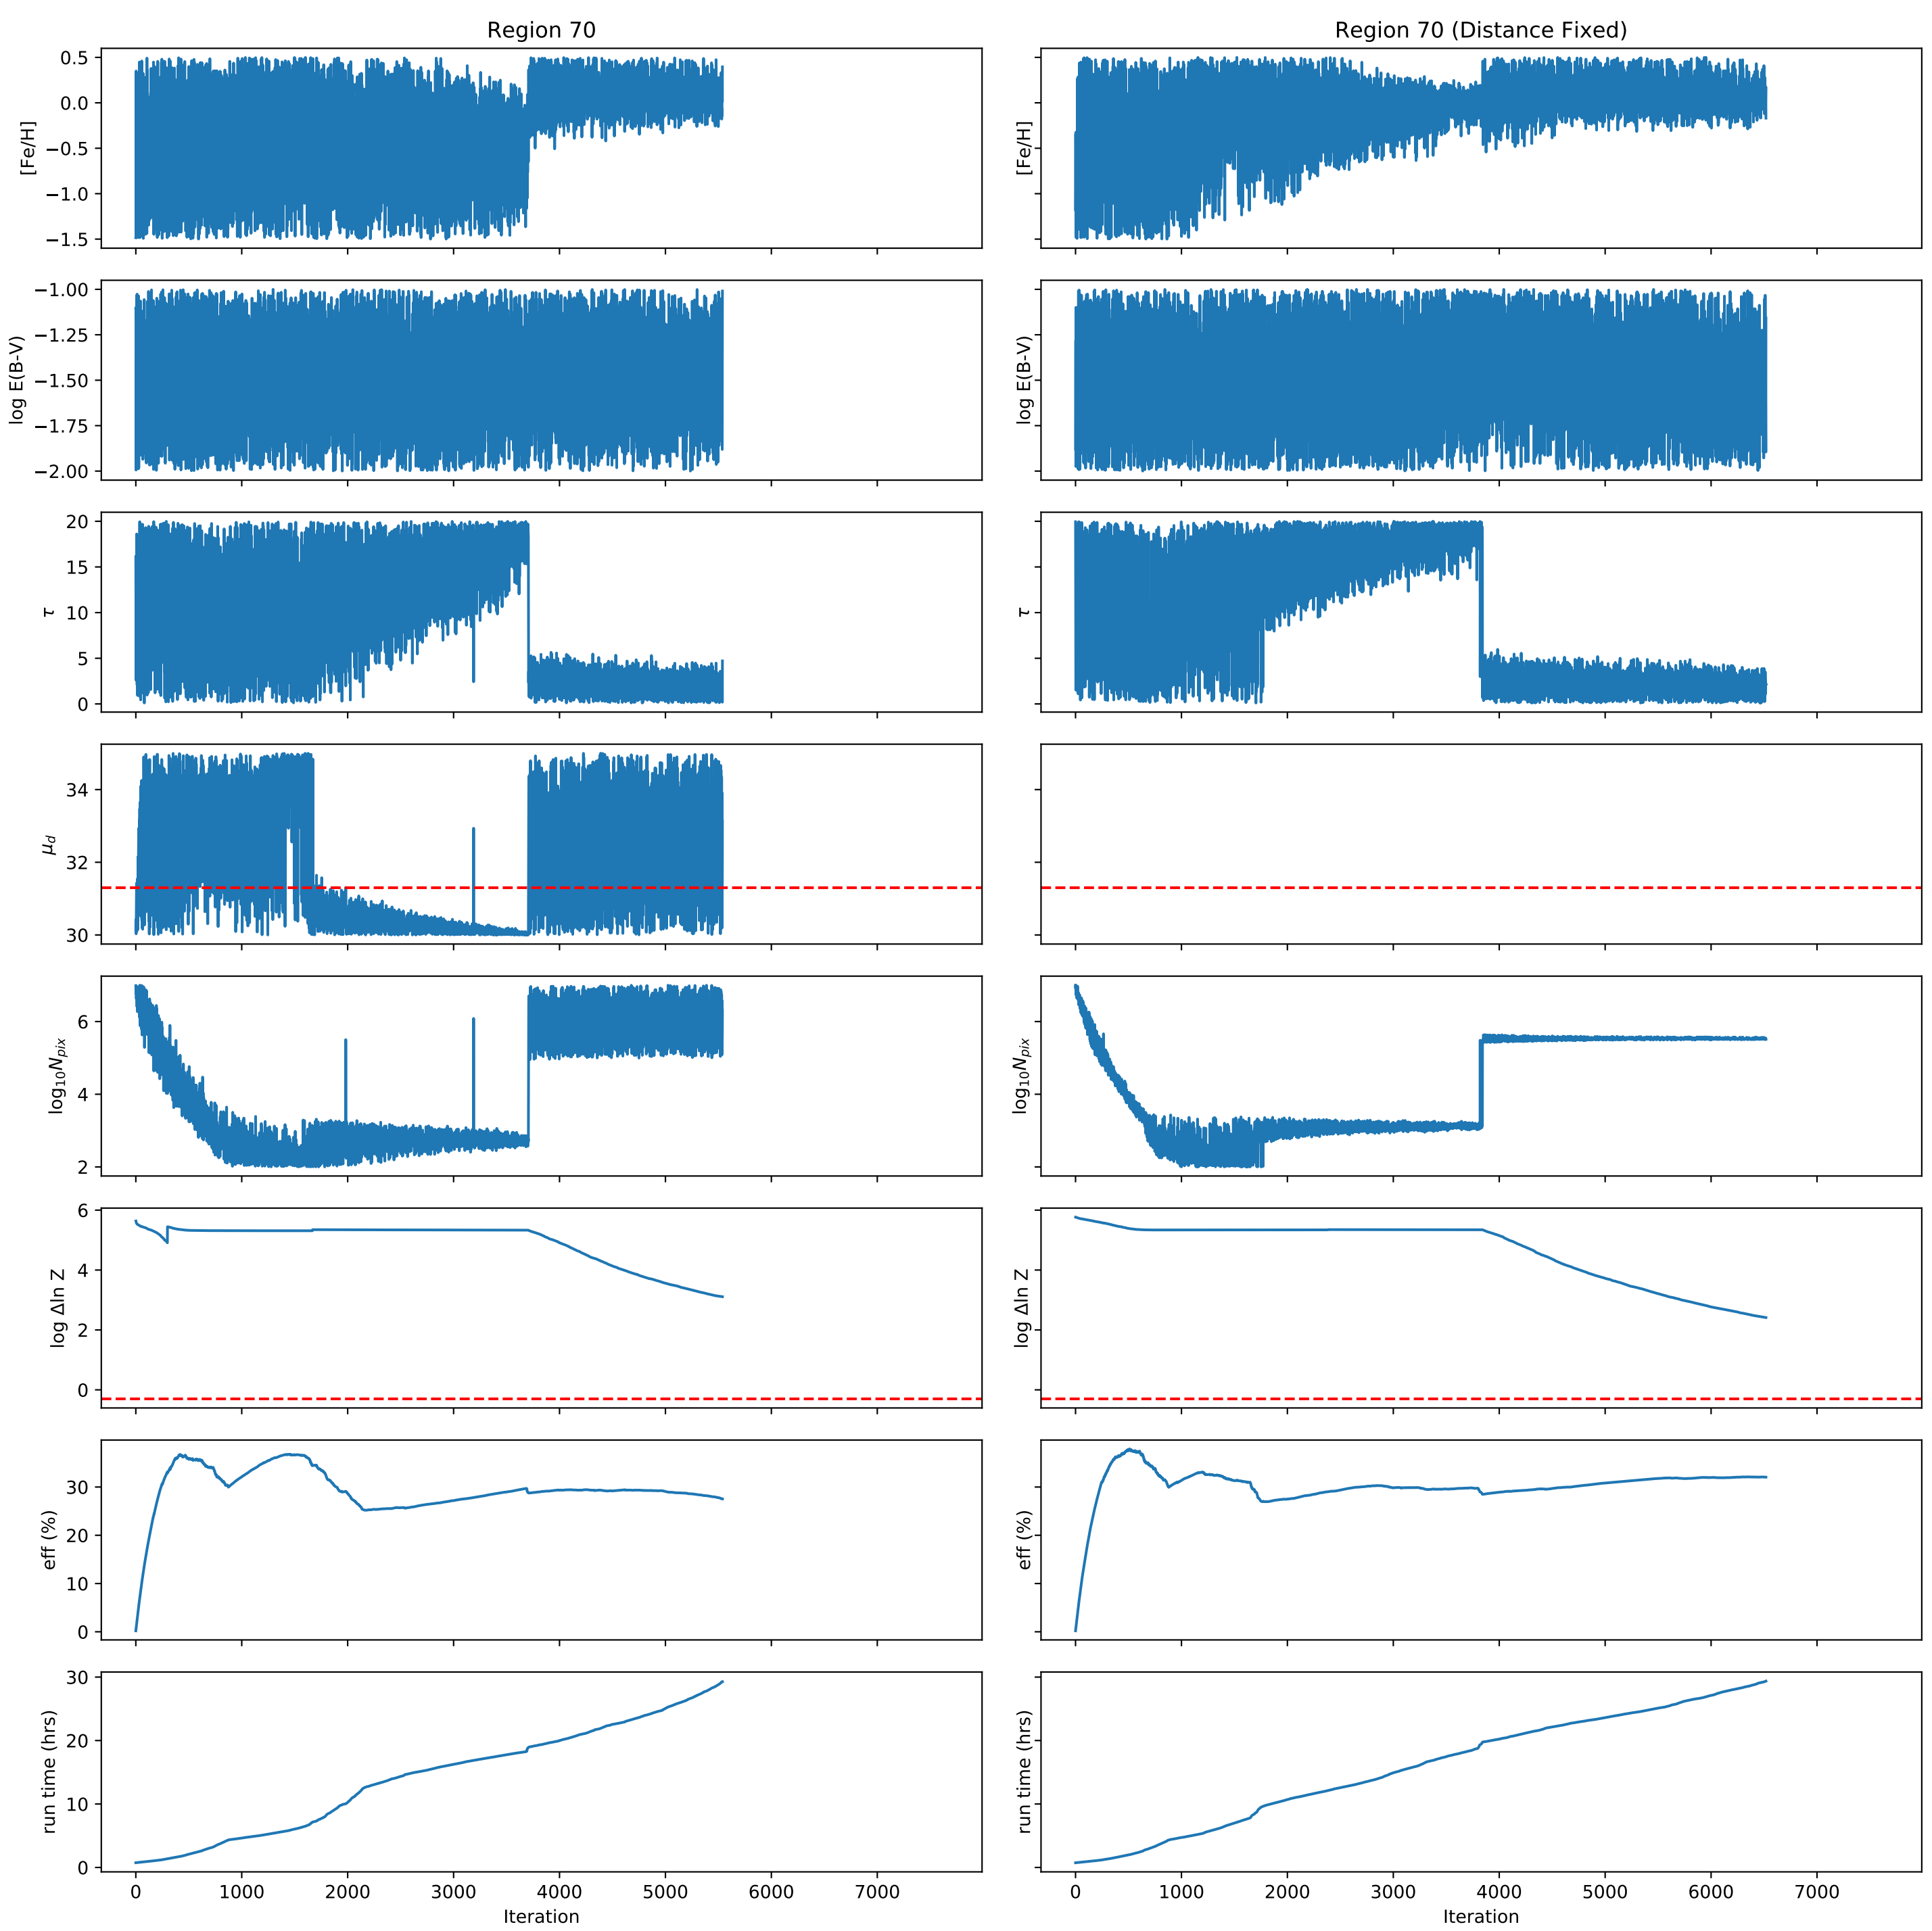 Region 70
Region 70 (Distance Fixed)
[Fe/H]
0.5
0.0
−0.5
−1.0
−1.5
[Fe/H]
log E(B-V)
−1.00
−1.25
−1.50
−1.75
−2.00
log E(B-V)
τ
20
15
10
5
0
τ
μd
34
32
30
log10Npix
6
4
2
log10Npix
log Δln Z
6
4
2
0
log Δln Z
eff (%)
30
20
10
0
eff (%)
run time (hrs)
30
20
10
0
run time (hrs)
0 1000 2000 3000 4000 5000 6000 7000
0 1000 2000 3000 4000 5000 6000 7000
Iteration
Iteration